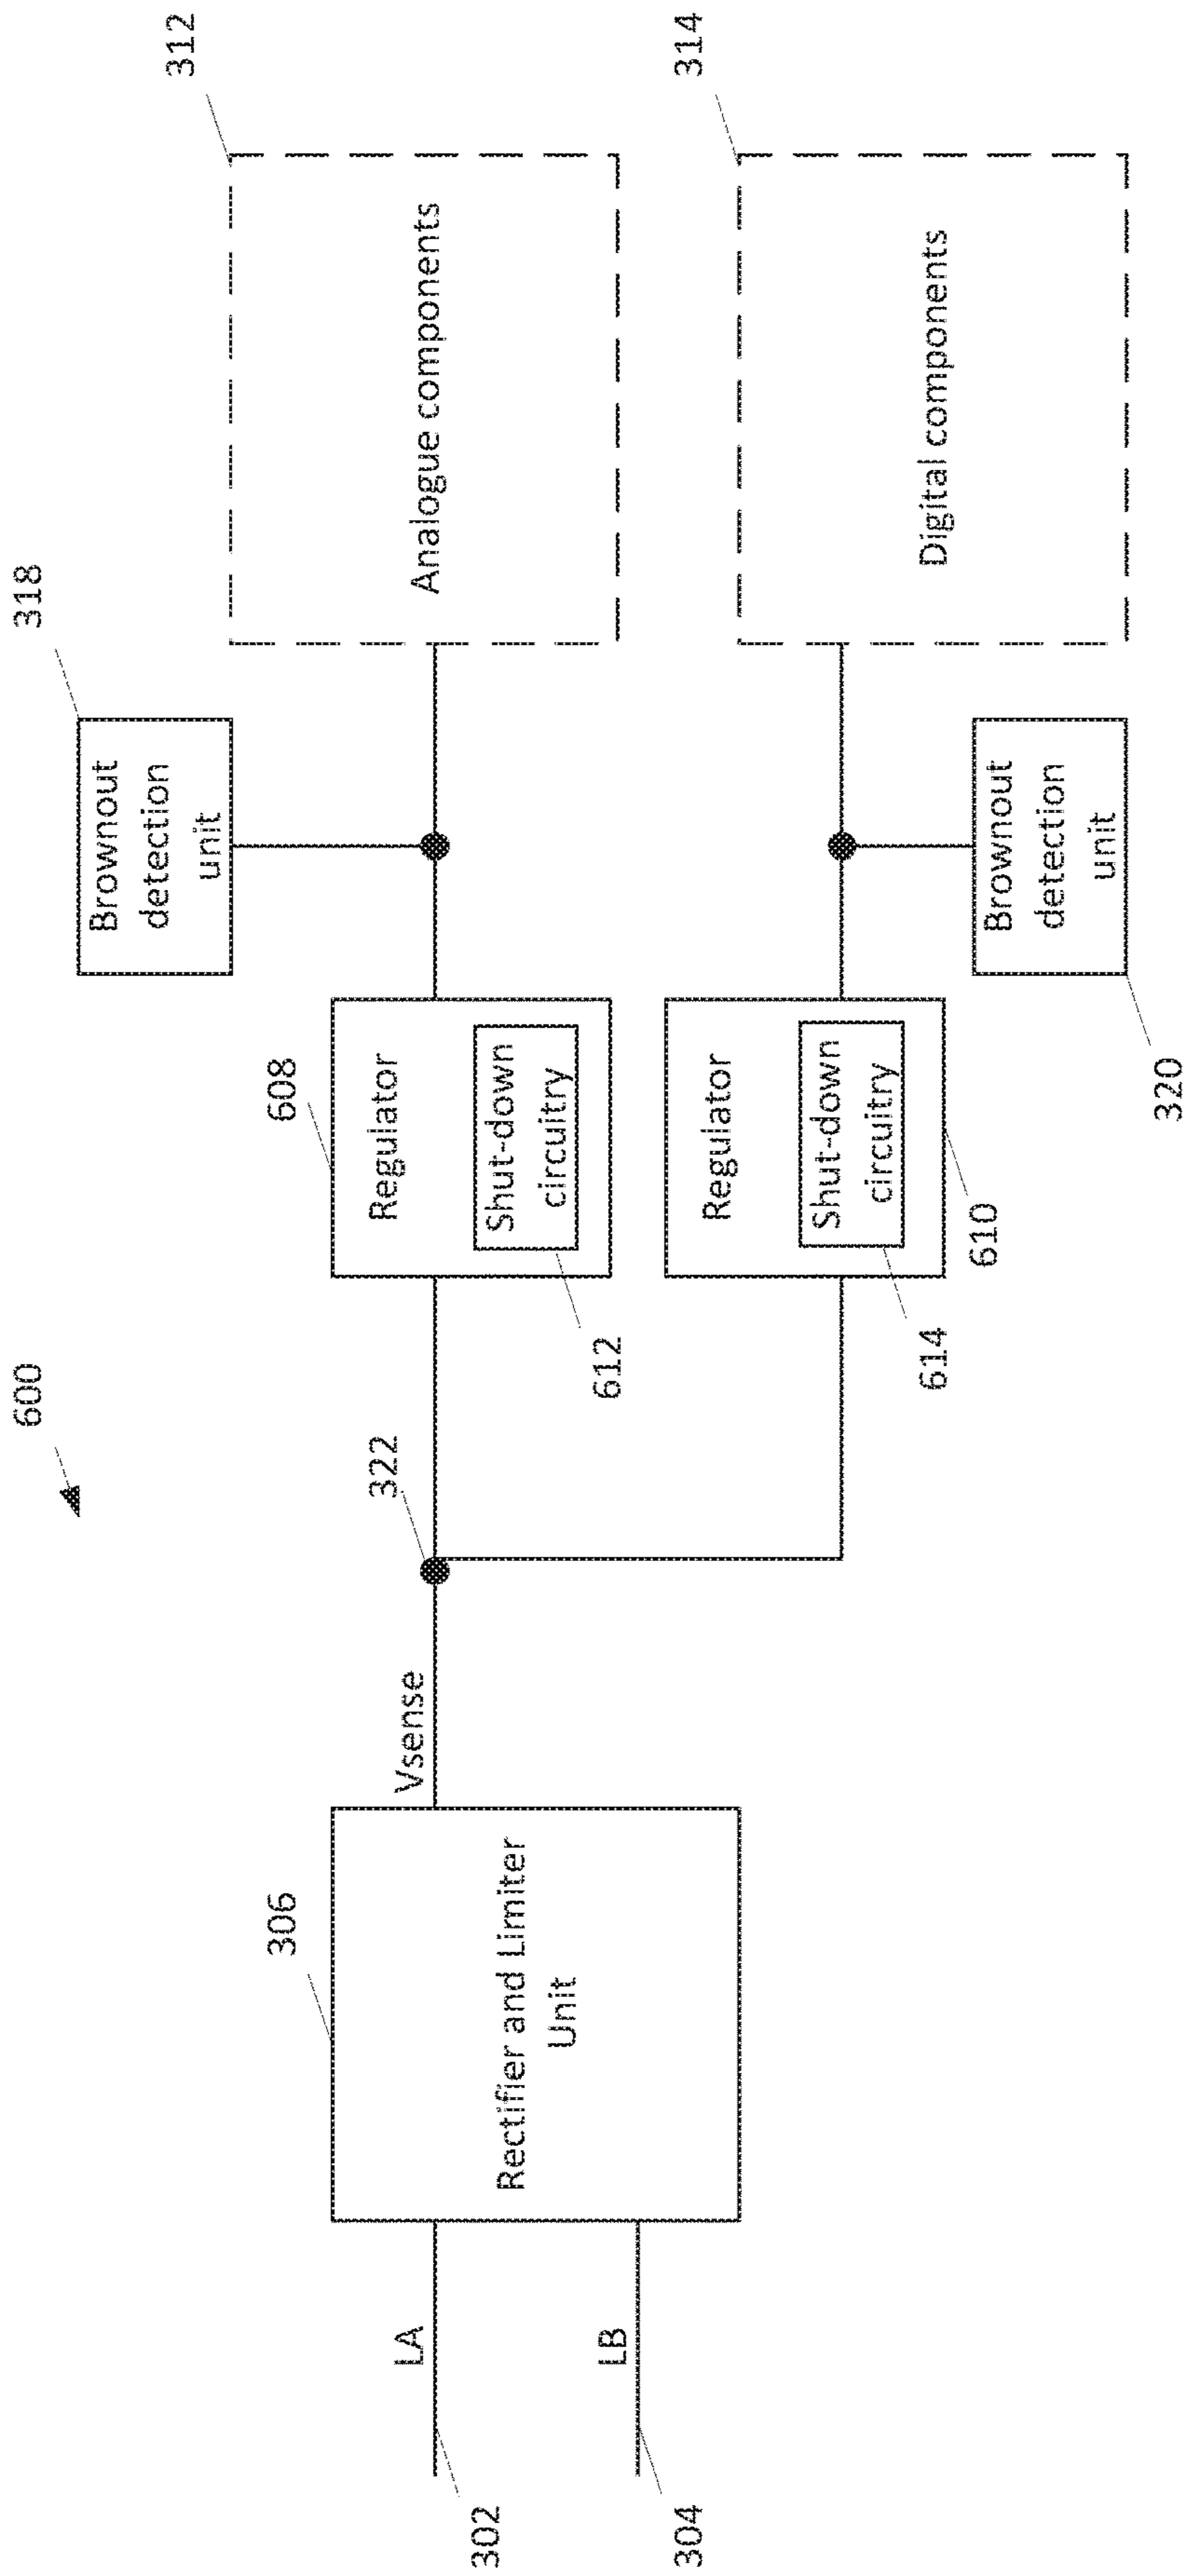 600
318
Brownout
detection
unit
312
Analogue components
608
Regulator
Shut-down
circuitry
612
322
Vsense
306
Rectifier and Limiter
Unit
LA
302
LB
304
314
Digital components
Regulator
Shut-down
circuitry
614
610
Brownout
detection
unit
320